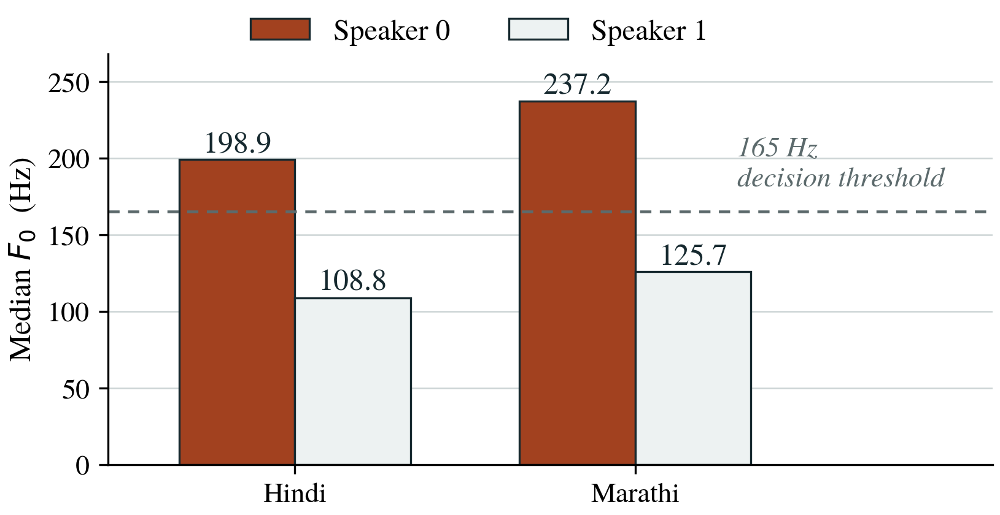 Speaker 0
Speaker 1
Median F0 (Hz)
250
200
150
100
50
0
198.9
108.8
237.2
125.7
165 Hz
decision threshold
Hindi
Marathi